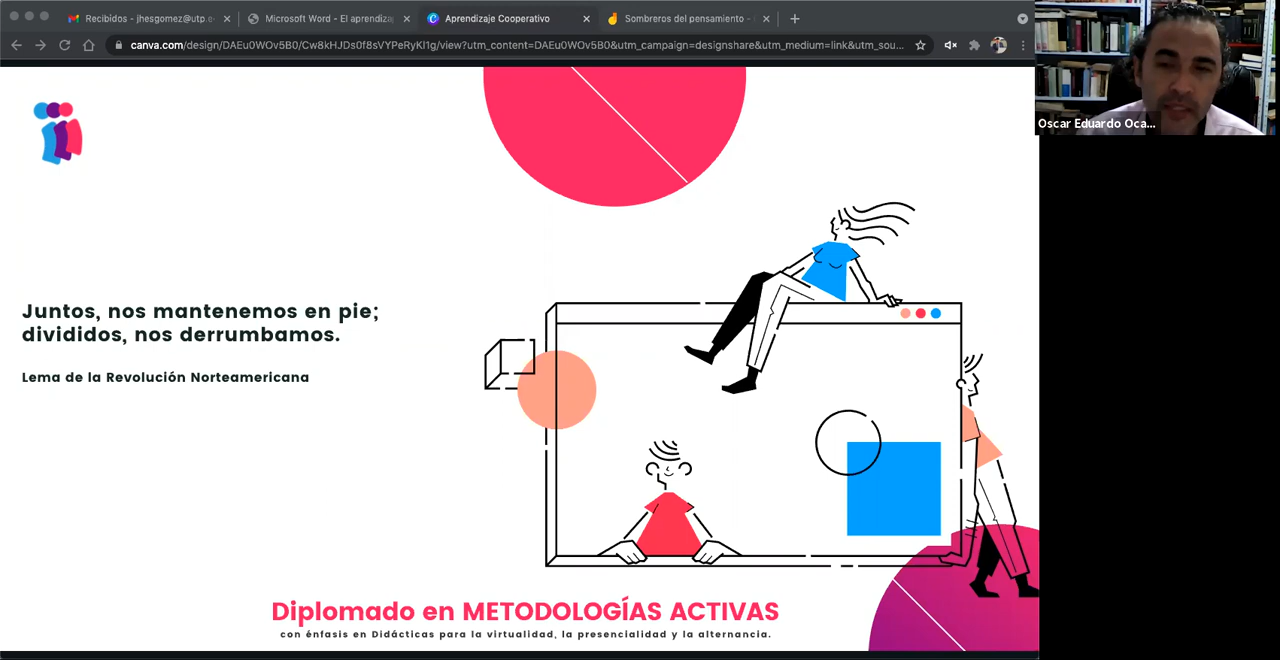 Recibidos - jhesgomez@utp.e
Microsoft Word - El aprendiza
Aprendizaje Cooperativo
Sombreros del pensamiento -
canva.com/design/DAEu0WOv5B0/Cw8kHJDs0f8sVYPeRyKl1g/view?utm_content=DAEu0WOv5B0&utm_campaign=designshare&utm_medium=link&utm_sou...
Oscar Eduardo Oca...
Juntos, nos mantenemos en pie;
divididos, nos derrumbamos.
Lema de la Revolución Norteamericana
Diplomado en METODOLOGÍAS ACTIVAS
con énfasis en Didácticas para la virtualidad, la presencialidad y la alternancia.